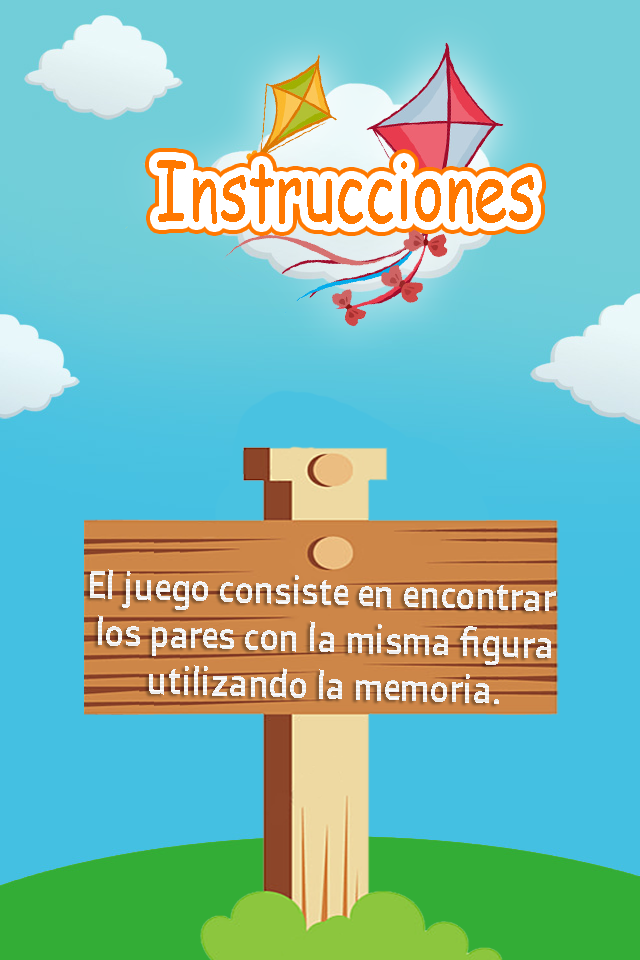 Instrucciones
El juego consiste en encontrar
los pares con la misma figura
utilizando la memoria.